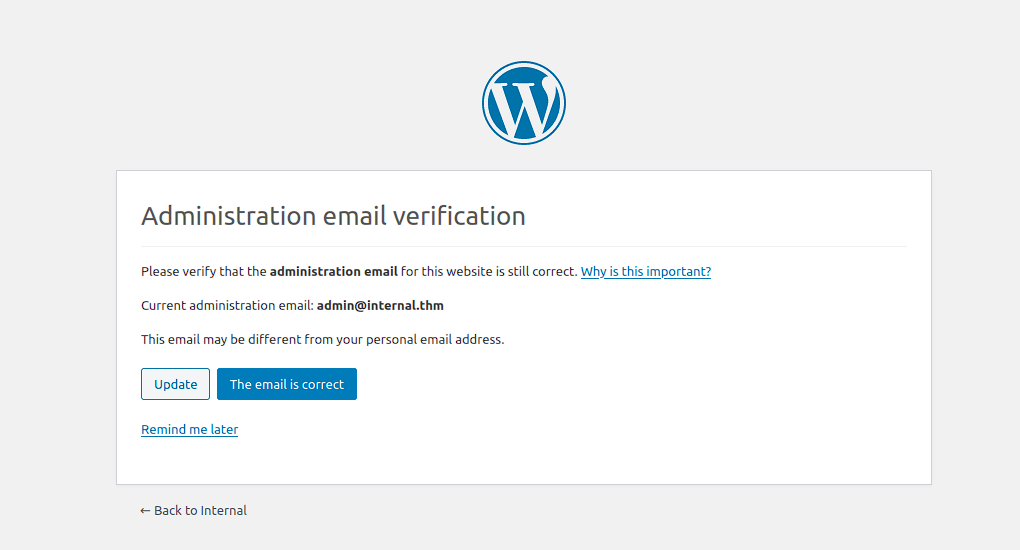 Administration email verification
Please verify that the administration email for this website is still correct. Why is this important?
Current administration email: admin@internal.thm
This email may be different from your personal email address.
Update The email is correct
Remind me later
← Back to Internal